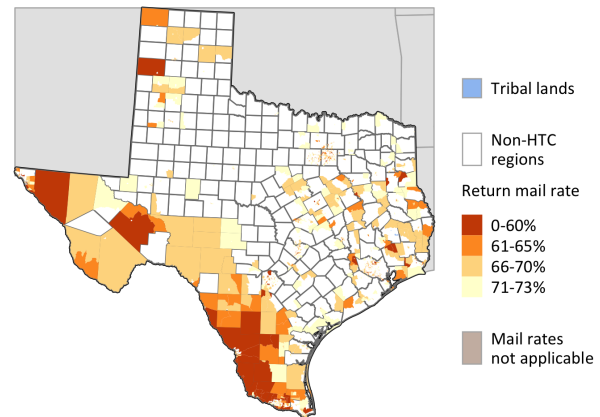 Tribal lands
Non-HTC
regions
Return mail rate
0-60%
61-65%
66-70%
71-73%
Mail rates
not applicable